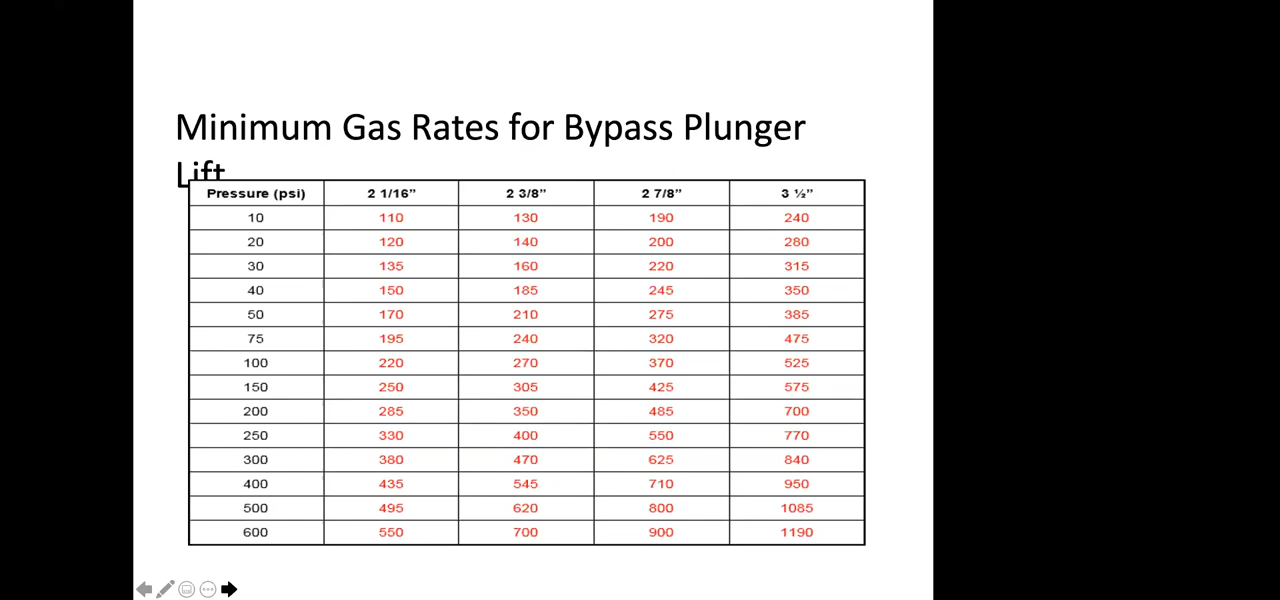 Minimum Gas Rates for Bypass Plunger
Lift
Pressure (psi) 2 1/16” 2 3/8” 2 7/8” 3 ½”
10 110 130 190 240
20 120 140 200 280
30 135 160 220 315
40 150 185 245 350
50 170 210 275 385
75 195 240 320 475
100 220 270 370 525
150 250 305 425 575
200 285 350 485 700
250 330 400 550 770
300 380 470 625 840
400 435 545 710 950
500 495 620 800 1085
600 550 700 900 1190